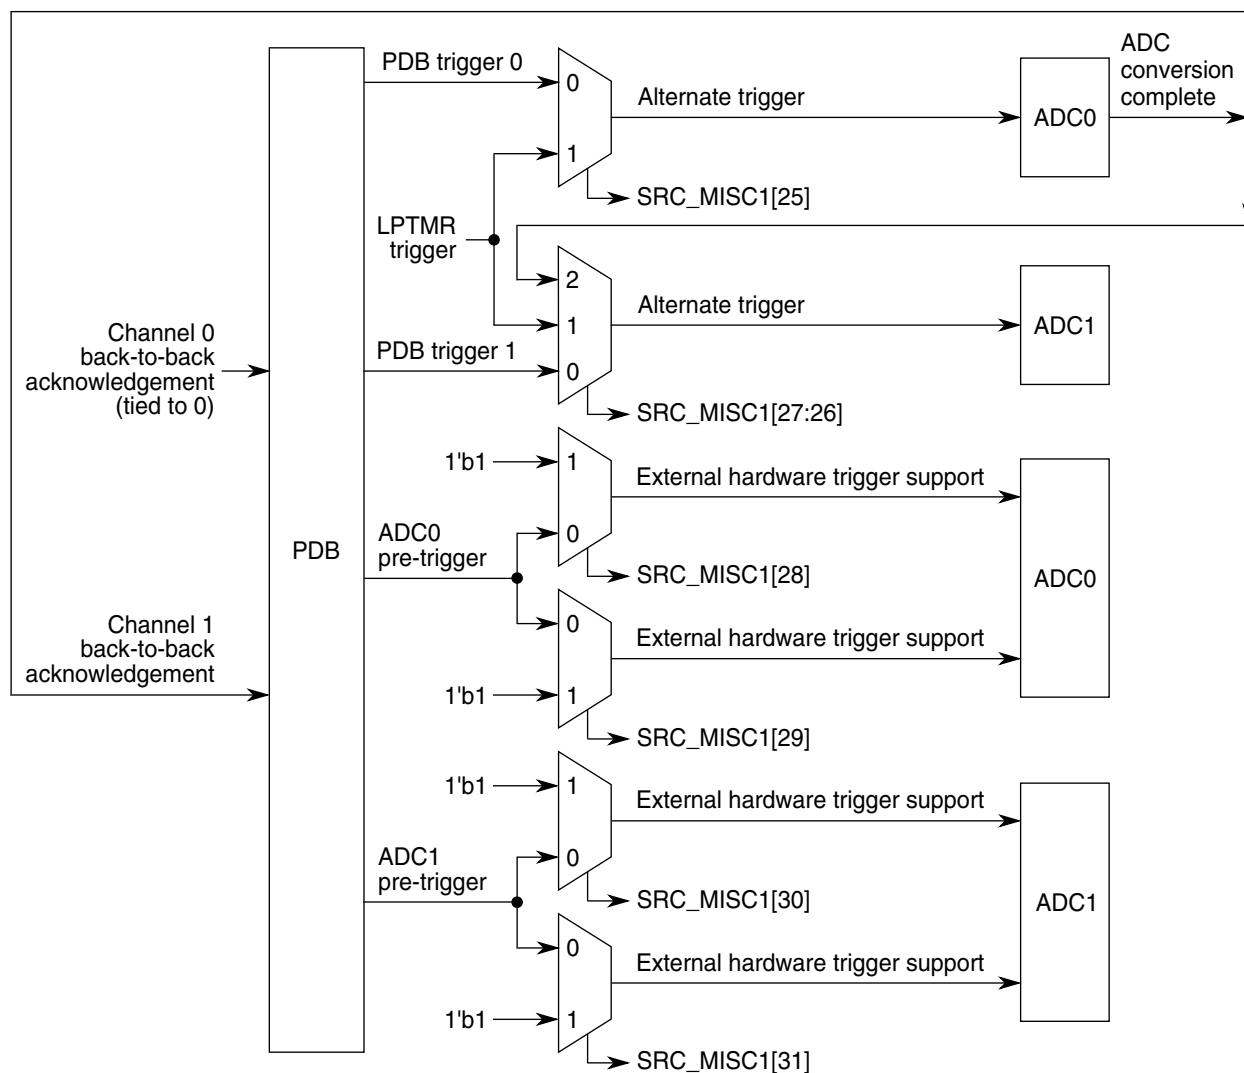 PDB trigger 0
0
Alternate trigger
ADC0
ADC
conversion
complete
1
SRC_MISC1[25]
LPTMR
trigger
2
Alternate trigger
1
ADC1
Channel 0
back-to-back
acknowledgement
(tied to 0)
PDB trigger 1
0
SRC_MISC1[27:26]
1'b1
1
External hardware trigger support
PDB
ADC0
pre-trigger
0
SRC_MISC1[28]
ADC0
Channel 1
back-to-back
acknowledgement
0
External hardware trigger support
1'b1
1
SRC_MISC1[29]
1'b1
1
External hardware trigger support
ADC1
pre-trigger
0
SRC_MISC1[30]
ADC1
0
External hardware trigger support
1'b1
1
SRC_MISC1[31]